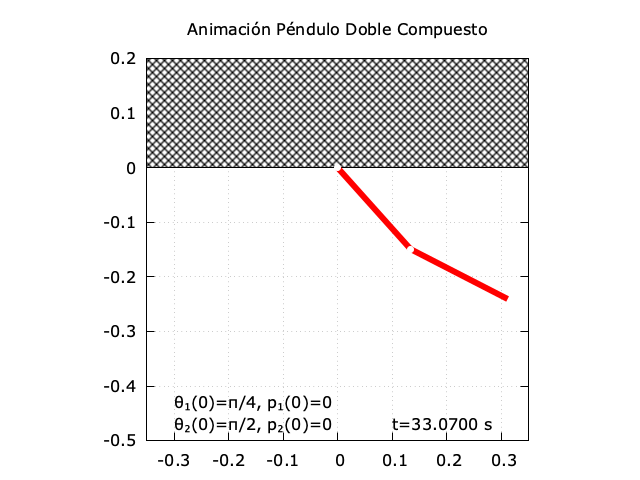 Animación Péndulo Doble Compuesto
0.2
0.1
0
-0.1
-0.2
-0.3
-0.4
-0.5
θ₁(0)=π/4, p₁(0)=0
θ₂(0)=π/2, p₂(0)=0
t=33.0700 s
-0.3 -0.2 -0.1 0 0.1 0.2 0.3